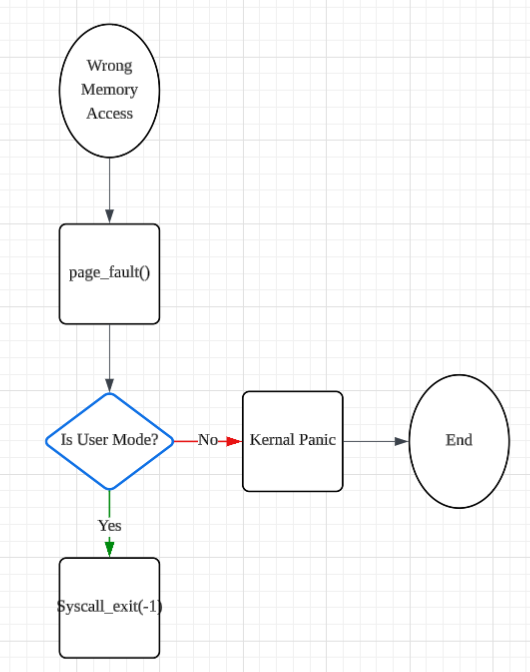 Wrong
Memory
Access
page_fault()
Is User Mode?
No
Kernal Panic
End
Yes
Syscall_exit(-1)